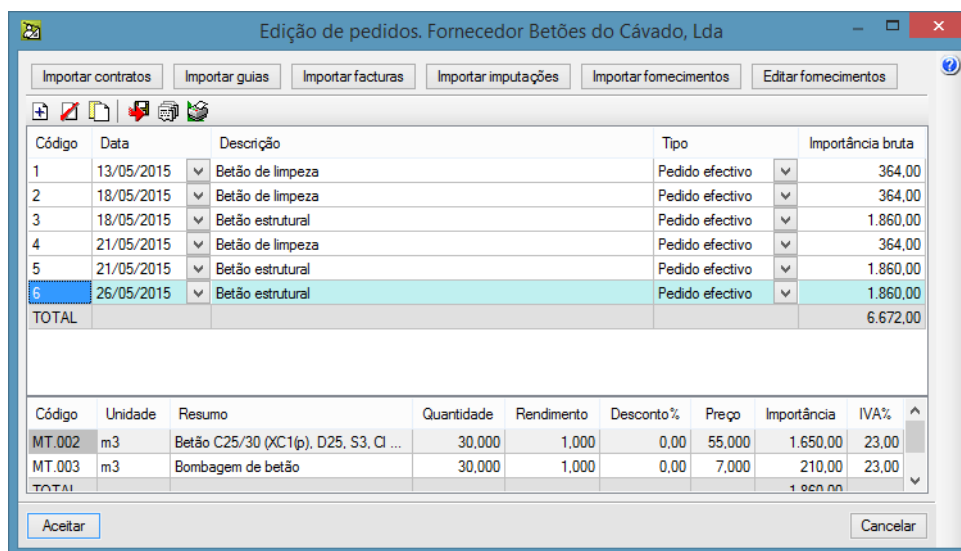 Edição de pedidos. Fornecedor Betões do Cávado, Lda
Importar contratos Importar guias Importar facturas Importar imputações Importar fornecimentos Editar fornecimentos
Código Data Descrição Tipo Importância bruta
1 13/05/2015 Betão de limpeza Pedido efectivo 364,00
2 18/05/2015 Betão de limpeza Pedido efectivo 364,00
3 18/05/2015 Betão estrutural Pedido efectivo 1.860,00
4 21/05/2015 Betão de limpeza Pedido efectivo 364,00
5 21/05/2015 Betão estrutural Pedido efectivo 1.860,00
6 26/05/2015 Betão estrutural Pedido efectivo 1.860,00
TOTAL 6.672,00
Código Unidade Resumo Quantidade Rendimento Desconto% Preço Importância IVA%
MT.002 m3 Betão C25/30 (XC1(p), D25, S3, Cl ... 30,000 1,000 0,00 55,000 1.650,00 23,00
MT.003 m3 Bombagem de betão 30,000 1,000 0,00 7,000 210,00 23,00
TOTAL 1.860,00
Aceitar Cancelar